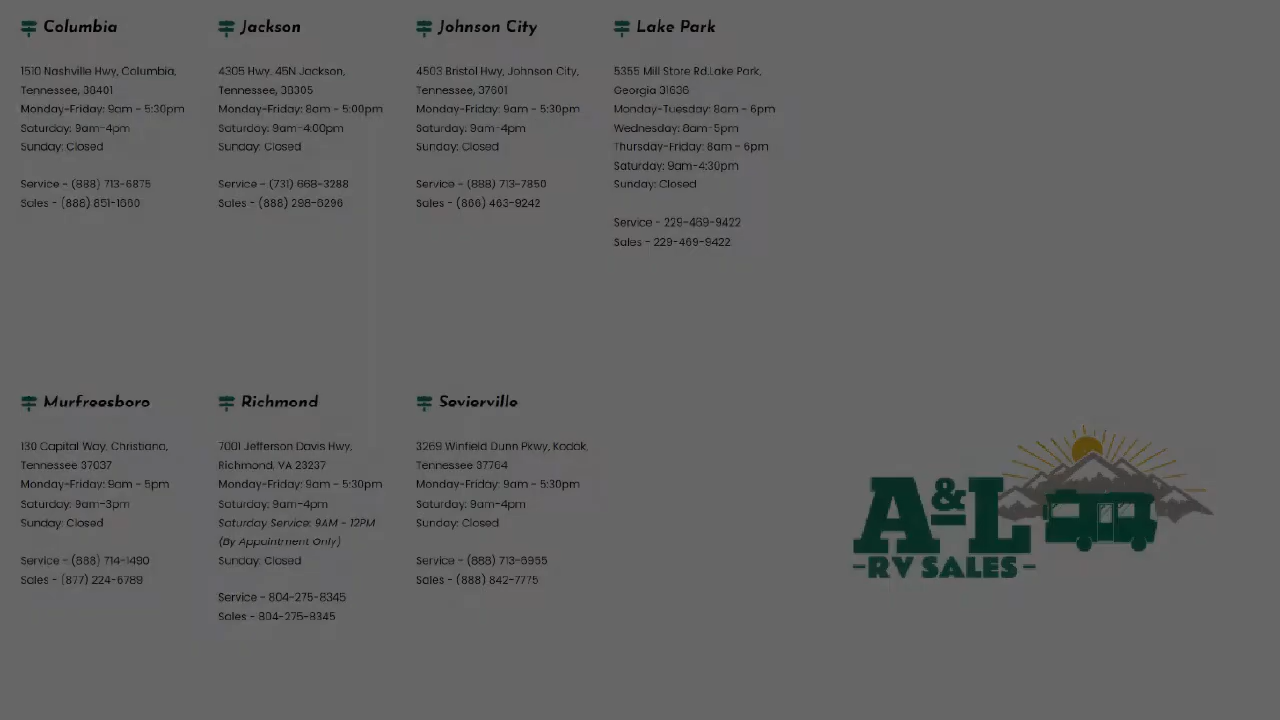 Columbia
1510 Nashville Hwy, Columbia,
Tennessee, 38401
Monday-Friday: 9am - 5:30pm
Saturday: 9am-4pm
Sunday: Closed
Service - (888) 713-6875
Sales - (888) 851-1660
Jackson
4305 Hwy. 45N Jackson,
Tennessee, 38305
Monday-Friday: 8am - 5:00pm
Saturday: 9am-4:00pm
Sunday: Closed
Service - (731) 668-3288
Sales - (888) 298-6296
Johnson City
4503 Bristol Hwy, Johnson City,
Tennessee, 37601
Monday-Friday: 9am - 5:30pm
Saturday: 9am-4pm
Sunday: Closed
Service - (888) 713-7850
Sales - (866) 463-9242
Lake Park
5355 Mill Store Rd.Lake Park,
Georgia 31636
Monday-Tuesday: 8am - 6pm
Wednesday: 8am-5pm
Thursday-Friday: 8am - 6pm
Saturday: 9am-4:30pm
Sunday: Closed
Service - 229-469-9422
Sales - 229-469-9422
Murfreesboro
130 Capital Way, Christiana,
Tennessee 37037
Monday-Friday: 9am - 5pm
Saturday: 9am-3pm
Sunday: Closed
Service - (888) 714-1490
Sales - (877) 224-6789
Richmond
7001 Jefferson Davis Hwy,
Richmond, VA 23237
Monday-Friday: 9am - 5:30pm
Saturday: 9am-4pm
Saturday Service: 9AM - 12PM
(By Appointment Only)
Sunday: Closed
Service - 804-275-8345
Sales - 804-275-8345
Sevierville
3269 Winfield Dunn Pkwy, Kodak,
Tennessee 37764
Monday-Friday: 9am - 5:30pm
Saturday: 9am-4pm
Sunday: Closed
Service - (888) 713-6955
Sales - (888) 842-7775
A&L
-RV SALES-